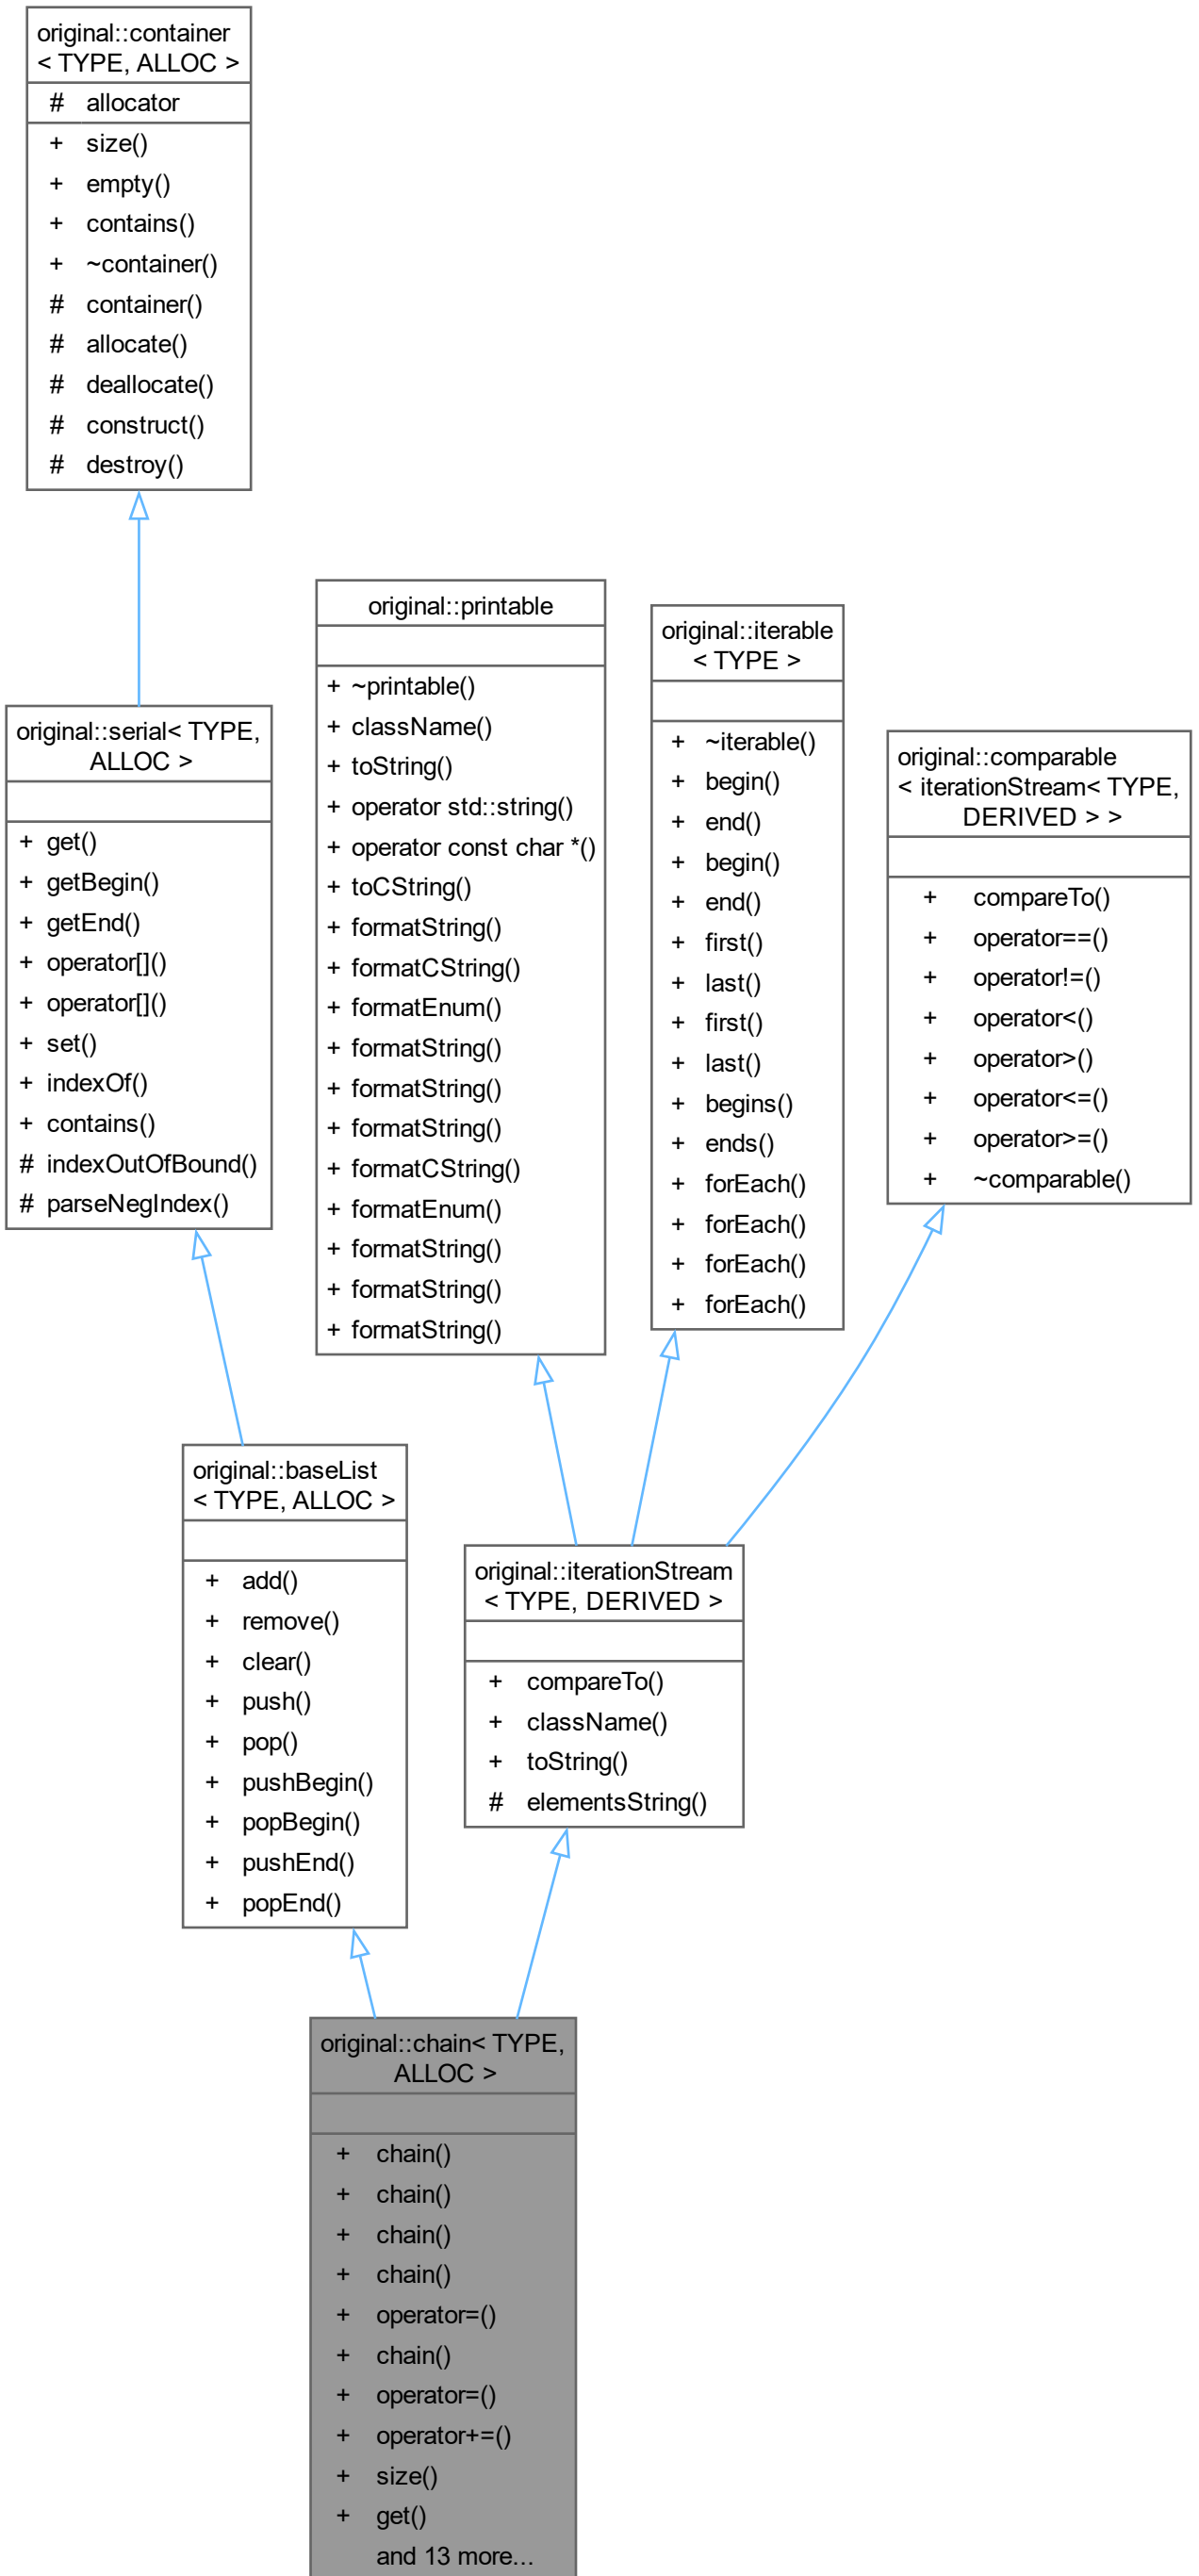 original::container
< TYPE, ALLOC >
# allocator
+ size()
+ empty()
+ contains()
+ ~container()
# container()
# allocate()
# deallocate()
# construct()
# destroy()
original::serial< TYPE,
ALLOC >
+ get()
+ getBegin()
+ getEnd()
+ operator[]()
+ operator[]()
+ set()
+ indexOf()
+ contains()
# indexOutOfBound()
# parseNegIndex()
original::printable
+ ~printable()
+ className()
+ toString()
+ operator std::string()
+ operator const char *()
+ toCString()
+ formatString()
+ formatCString()
+ formatEnum()
+ formatString()
+ formatString()
+ formatString()
+ formatCString()
+ formatEnum()
+ formatString()
+ formatString()
+ formatString()
original::iterable
< TYPE >
+ ~iterable()
+ begin()
+ end()
+ begin()
+ end()
+ first()
+ last()
+ first()
+ last()
+ begins()
+ ends()
+ forEach()
+ forEach()
+ forEach()
+ forEach()
original::comparable
< iterationStream< TYPE,
DERIVED > >
+ compareTo()
+ operator==()
+ operator!=()
+ operator<()
+ operator>()
+ operator<=()
+ operator>=()
+ ~comparable()
original::baseList
< TYPE, ALLOC >
+ add()
+ remove()
+ clear()
+ push()
+ pop()
+ pushBegin()
+ popBegin()
+ pushEnd()
+ popEnd()
original::iterationStream
< TYPE, DERIVED >
+ compareTo()
+ className()
+ toString()
# elementsString()
original::chain< TYPE,
ALLOC >
+ chain()
+ chain()
+ chain()
+ chain()
+ operator=()
+ chain()
+ operator=()
+ operator+=()
+ size()
+ get()
and 13 more...